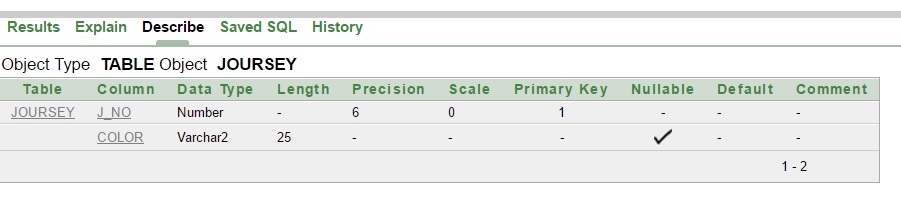 Results Explain Describe Saved SQL History
Object Type TABLE Object JOURSEY
Table Column Data Type Length Precision Scale Primary Key Nullable Default Comment
JOURSEY J_NO Number - 6 0 1 - - -
COLOR Varchar2 25 - - - ✓ - -
1 - 2